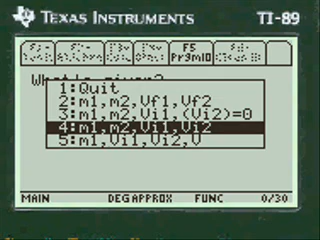 TEXAS INSTRUMENTS TI-89
F5
PrgmIO
What is given?
1:Quit
2:m1,m2,Vf1,Vf2
3:m1,m2,Vi1,(Vi2)=0
4:m1,m2,Vi1,Vi2
5:m1,Vi1,Vi2,V
MAIN DEGAPPROX FUNC 0/30